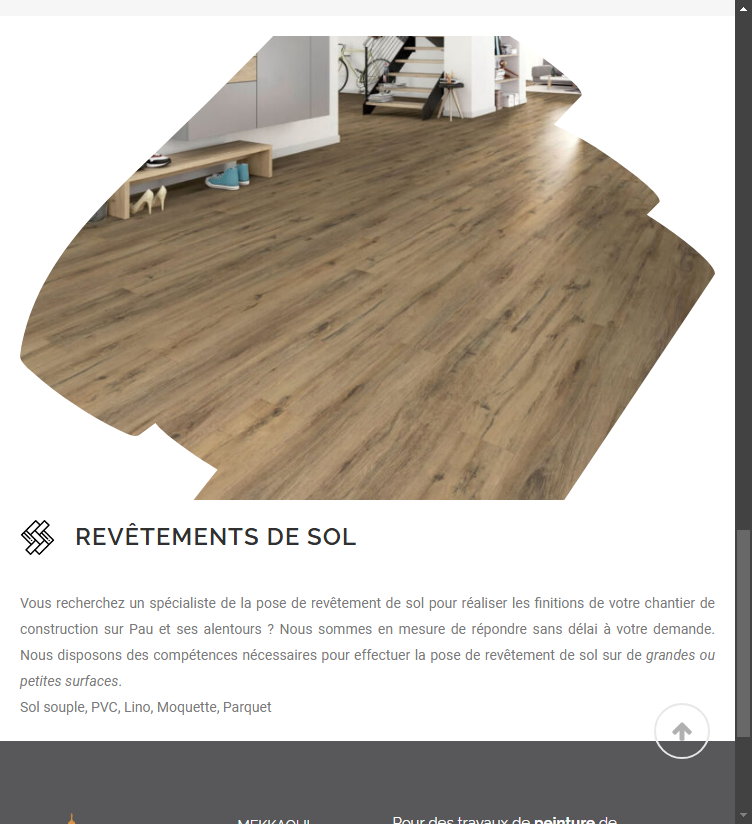 REVÊTEMENTS DE SOL
Vous recherchez un spécialiste de la pose de revêtement de sol pour réaliser les finitions de votre chantier de
construction sur Pau et ses alentours ? Nous sommes en mesure de répondre sans délai à votre demande.
Nous disposons des compétences nécessaires pour effectuer la pose de revêtement de sol sur de grandes ou
petites surfaces.
Sol souple, PVC, Lino, Moquette, Parquet
MEKKAOUI
Pour des travaux de peinture de